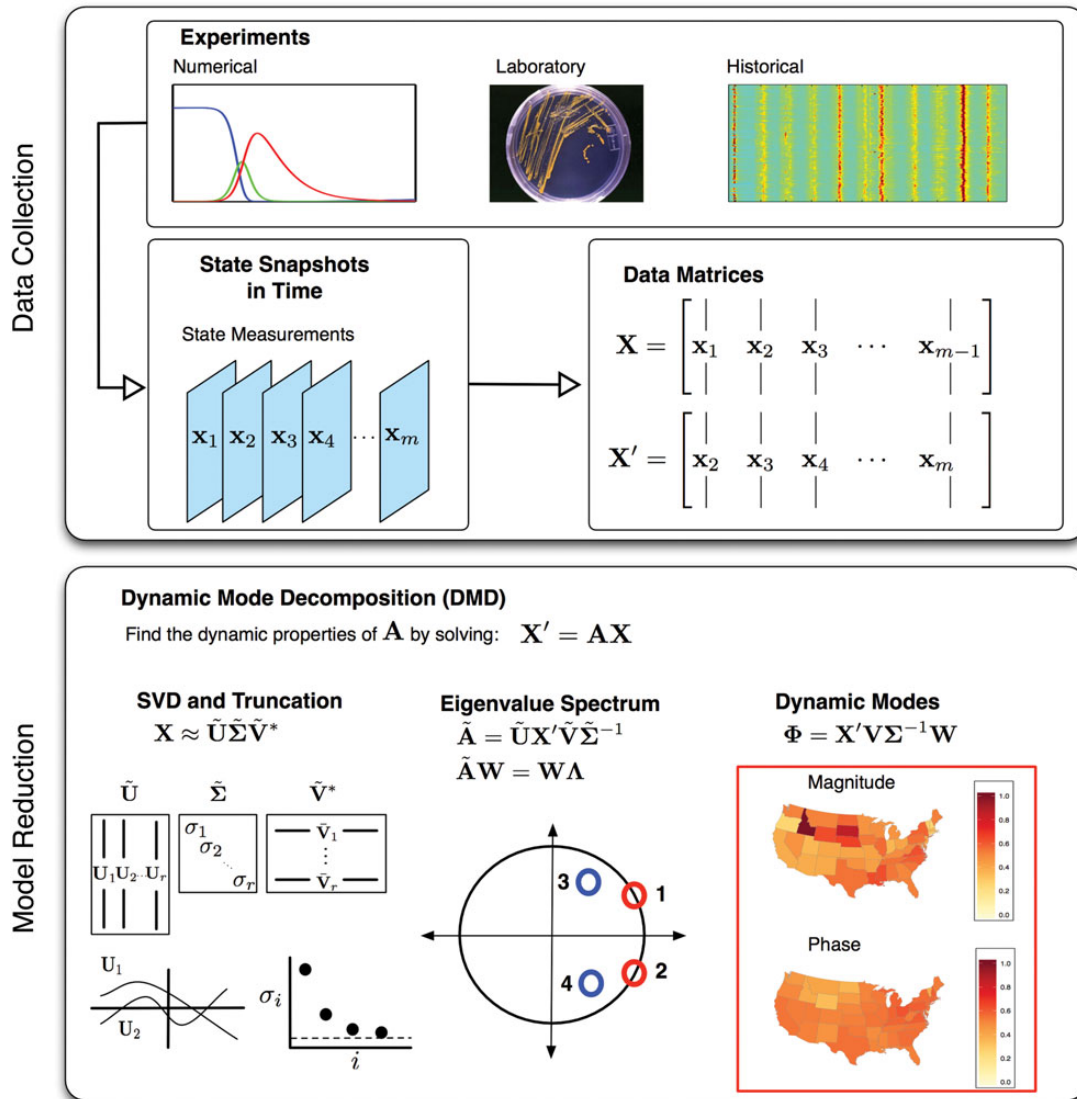 Data Collection
Experiments
Numerical
Laboratory
Historical
State Snapshots
in Time
State Measurements
x₁ x₂ x₃ x₄ ... xₘ
Data Matrices
X = [x₁ x₂ x₃ ⋯ xₘ₋₁]
X′ = [x₂ x₃ x₄ ⋯ xₘ]
Model Reduction
Dynamic Mode Decomposition (DMD)
Find the dynamic properties of A by solving: X′ = AX
SVD and Truncation
X ≈ ŨΣ̃Ṽ*
Ũ Σ̃ Ṽ*
U₁U₂...Uᵣ
σ₁
σ₂
⋱
σᵣ
ṽ₁
⋮
ṽᵣ
U₁
U₂
σᵢ
i
Eigenvalue Spectrum
Ã = ŨX′ṼΣ̃⁻¹
ÃW = WΛ
3
1
2
4
Dynamic Modes
Φ = X′VΣ⁻¹W
Magnitude
1.0
0.8
0.6
0.4
0.2
0.0
Phase
1.0
0.8
0.6
0.4
0.2
0.0